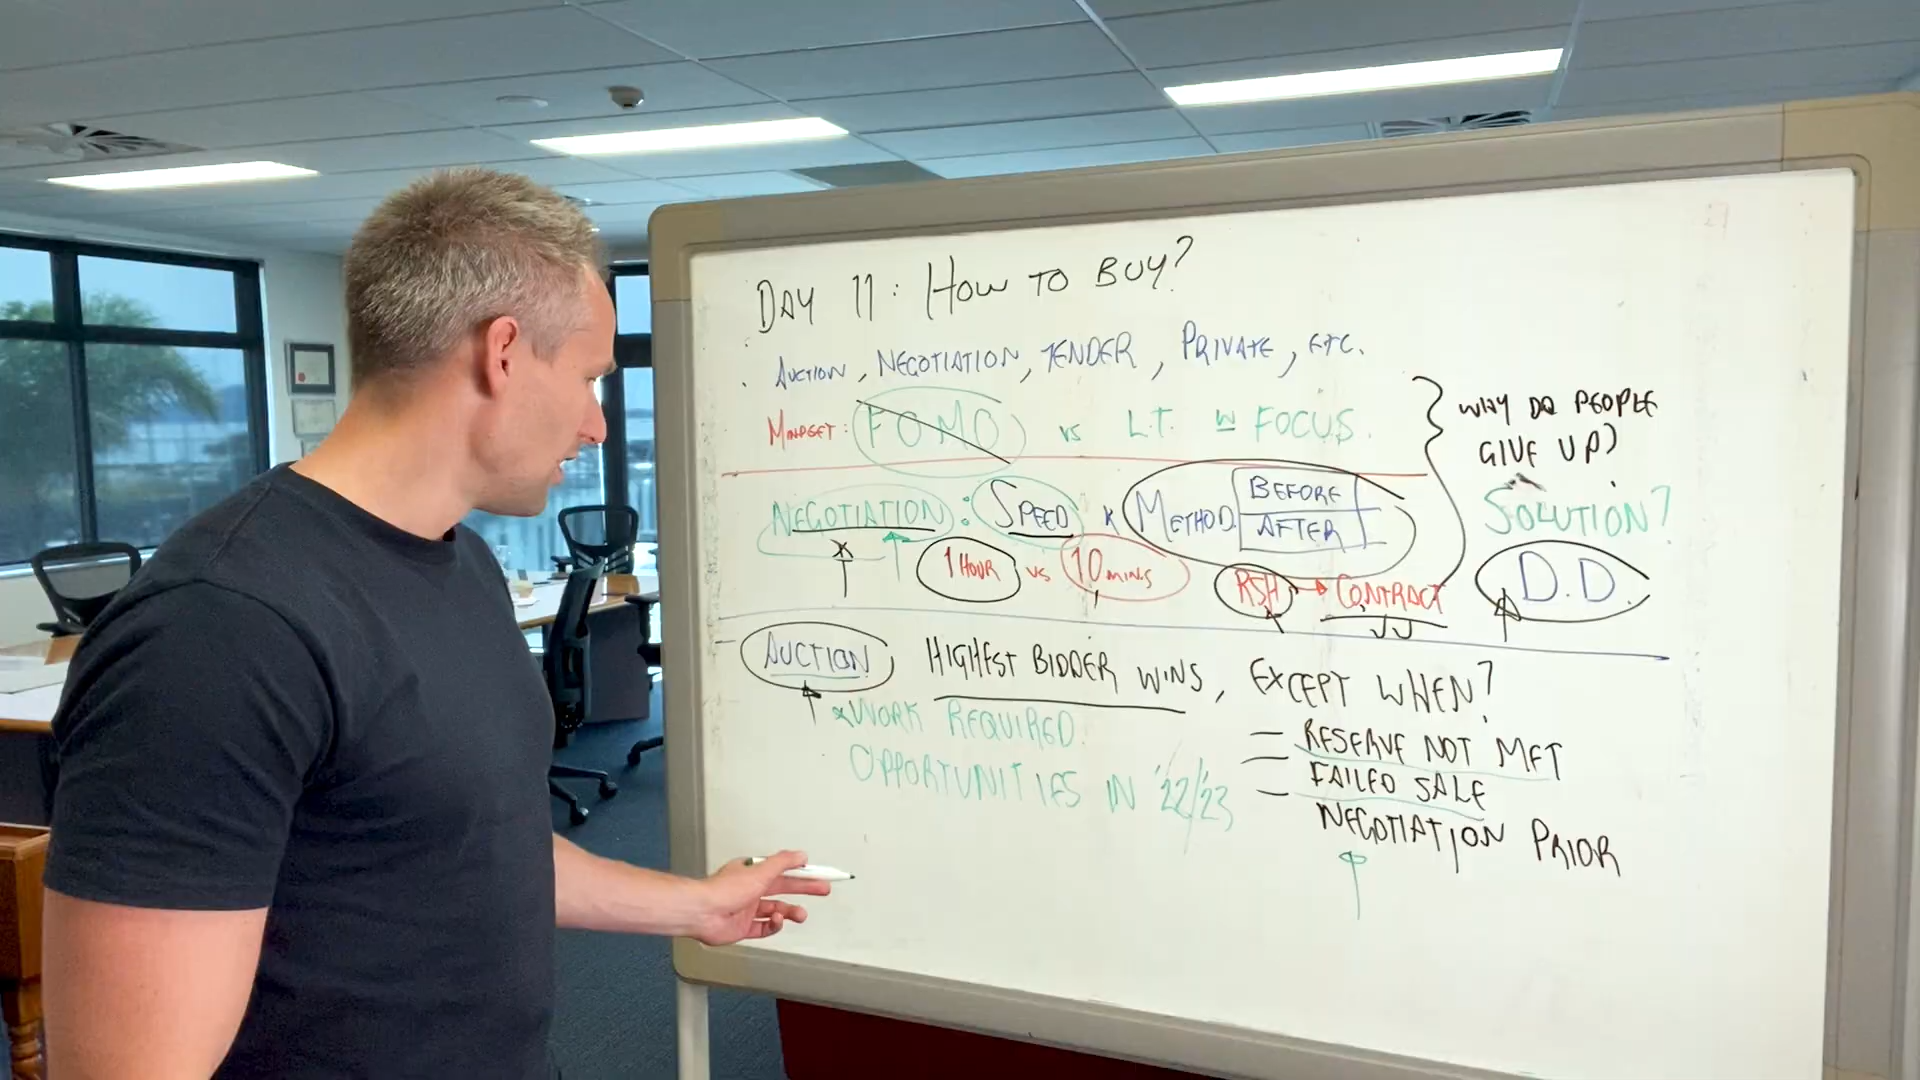 DAY 11: HOW TO BUY?
AUCTION, NEGOTIATION, TENDER, PRIVATE, ETC.
MINDSET: FOMO vs L.T. W FOCUS.
WHY DO PEOPLE
GIVE UP?
SOLUTION?
D.D.
NEGOTIATION: SPEED & METHOD BEFORE
AFTER
1 HOUR vs 10 MINS
RSH → CONTRACT
AUCTION HIGHEST BIDDER WINS, EXCEPT WHEN?
WORK REQUIRED
OPPORTUNITIES IN '22/'23
– RESERVE NOT MET
– FAILED SALE
– NEGOTIATION PRIOR